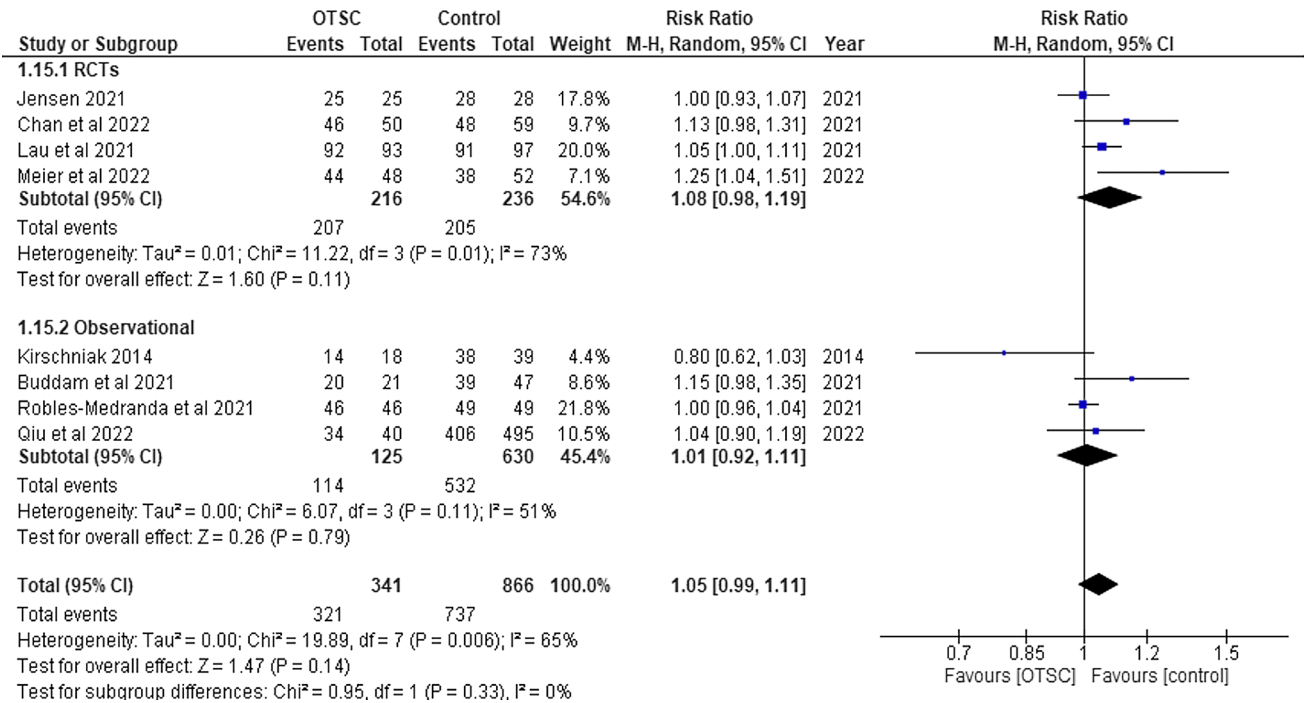 OTSC Control Risk Ratio Risk Ratio
Study or Subgroup Events Total Events Total Weight M-H, Random, 95% CI Year M-H, Random, 95% CI
1.15.1 RCTs
Jensen 2021 25 25 28 28 17.8% 1.00 [0.93, 1.07] 2021
Chan et al 2022 46 50 48 59 9.7% 1.13 [0.98, 1.31] 2021
Lau et al 2021 92 93 91 97 20.0% 1.05 [1.00, 1.11] 2021
Meier et al 2022 44 48 38 52 7.1% 1.25 [1.04, 1.51] 2022
Subtotal (95% CI) 216 236 54.6% 1.08 [0.98, 1.19]
Total events 207 205
Heterogeneity: Tau² = 0.01; Chi² = 11.22, df = 3 (P = 0.01); I² = 73%
Test for overall effect: Z = 1.60 (P = 0.11)
1.15.2 Observational
Kirschniak 2014 14 18 38 39 4.4% 0.80 [0.62, 1.03] 2014
Buddam et al 2021 20 21 39 47 8.6% 1.15 [0.98, 1.35] 2021
Robles-Medranda et al 2021 46 46 49 49 21.8% 1.00 [0.96, 1.04] 2021
Qiu et al 2022 34 40 406 495 10.5% 1.04 [0.90, 1.19] 2022
Subtotal (95% CI) 125 630 45.4% 1.01 [0.92, 1.11]
Total events 114 532
Heterogeneity: Tau² = 0.00; Chi² = 6.07, df = 3 (P = 0.11); I² = 51%
Test for overall effect: Z = 0.26 (P = 0.79)
Total (95% CI) 341 866 100.0% 1.05 [0.99, 1.11]
Total events 321 737
Heterogeneity: Tau² = 0.00; Chi² = 19.89, df = 7 (P = 0.006); I² = 65%
Test for overall effect: Z = 1.47 (P = 0.14)
Test for subgroup differences: Chi² = 0.95, df = 1 (P = 0.33), I² = 0%
0.7 0.85 1 1.2 1.5
Favours [OTSC] Favours [control]